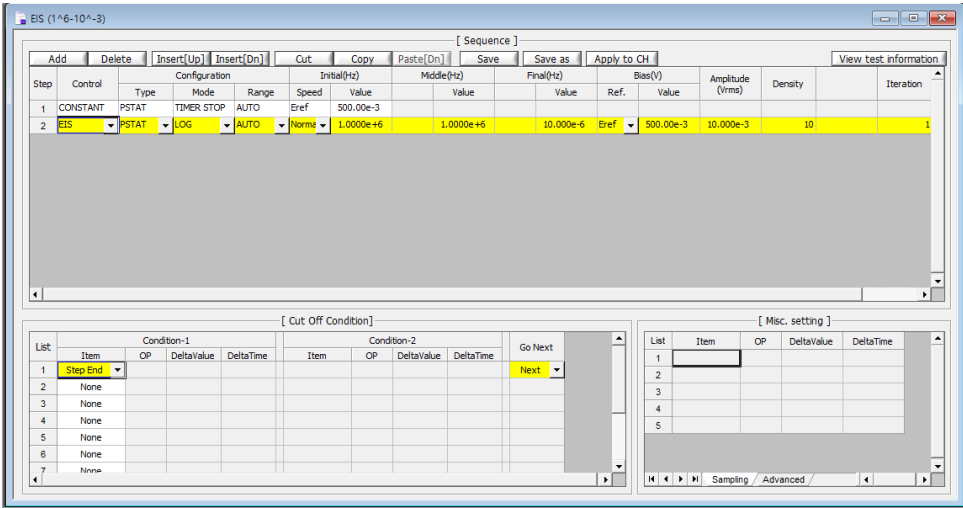 EIS (1^6-10^-3)
[ Sequence ]
Add Delete Insert[Up] Insert[Dn] Cut Copy Paste[Dn] Save Save as Apply to CH View test information
Step Control Configuration Initial(Hz) Middle(Hz) Final(Hz) Bias(V) Amplitude (Vrms) Density Iteration
Type Mode Range Speed Value Value Value Ref. Value
1 CONSTANT PSTAT TIMER STOP AUTO Eref 500.00e-3
2 EIS PSTAT LOG AUTO Norma 1.0000e+6 1.0000e+6 10.000e-6 Eref 500.00e-3 10.000e-3 10 1
[ Cut Off Condition]
List Condition-1 Condition-2 Go Next
Item OP DeltaValue DeltaTime Item OP DeltaValue DeltaTime
1 Step End Next
2 None
3 None
4 None
5 None
6 None
7 None
[ Misc. setting ]
List Item OP DeltaValue DeltaTime
1
2
3
4
5
Sampling Advanced